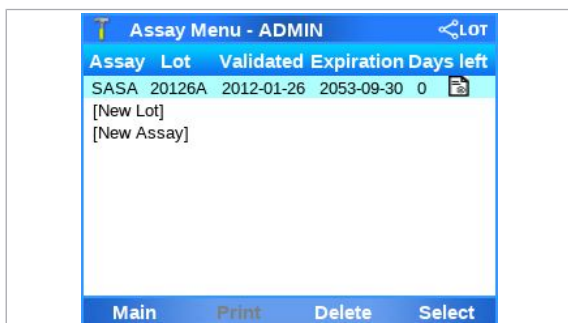 Assay Menu - ADMIN LOT
Assay Lot Validated Expiration Days left
SASA 20126A 2012-01-26 2053-09-30 0
[New Lot]
[New Assay]
Main Print Delete Select